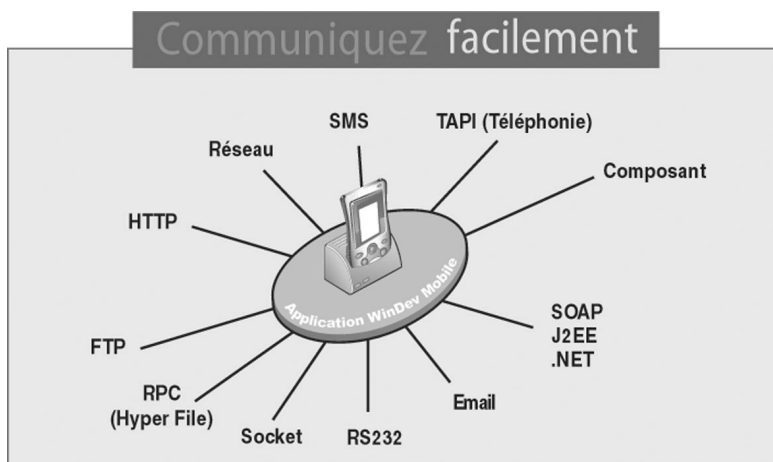 Communiquez facilement
SMS
TAPI (Téléphonie)
Réseau
Composant
HTTP
Application WinDev Mobile
SOAP
J2EE
.NET
FTP
RPC
(Hyper File)
Email
Socket
RS232